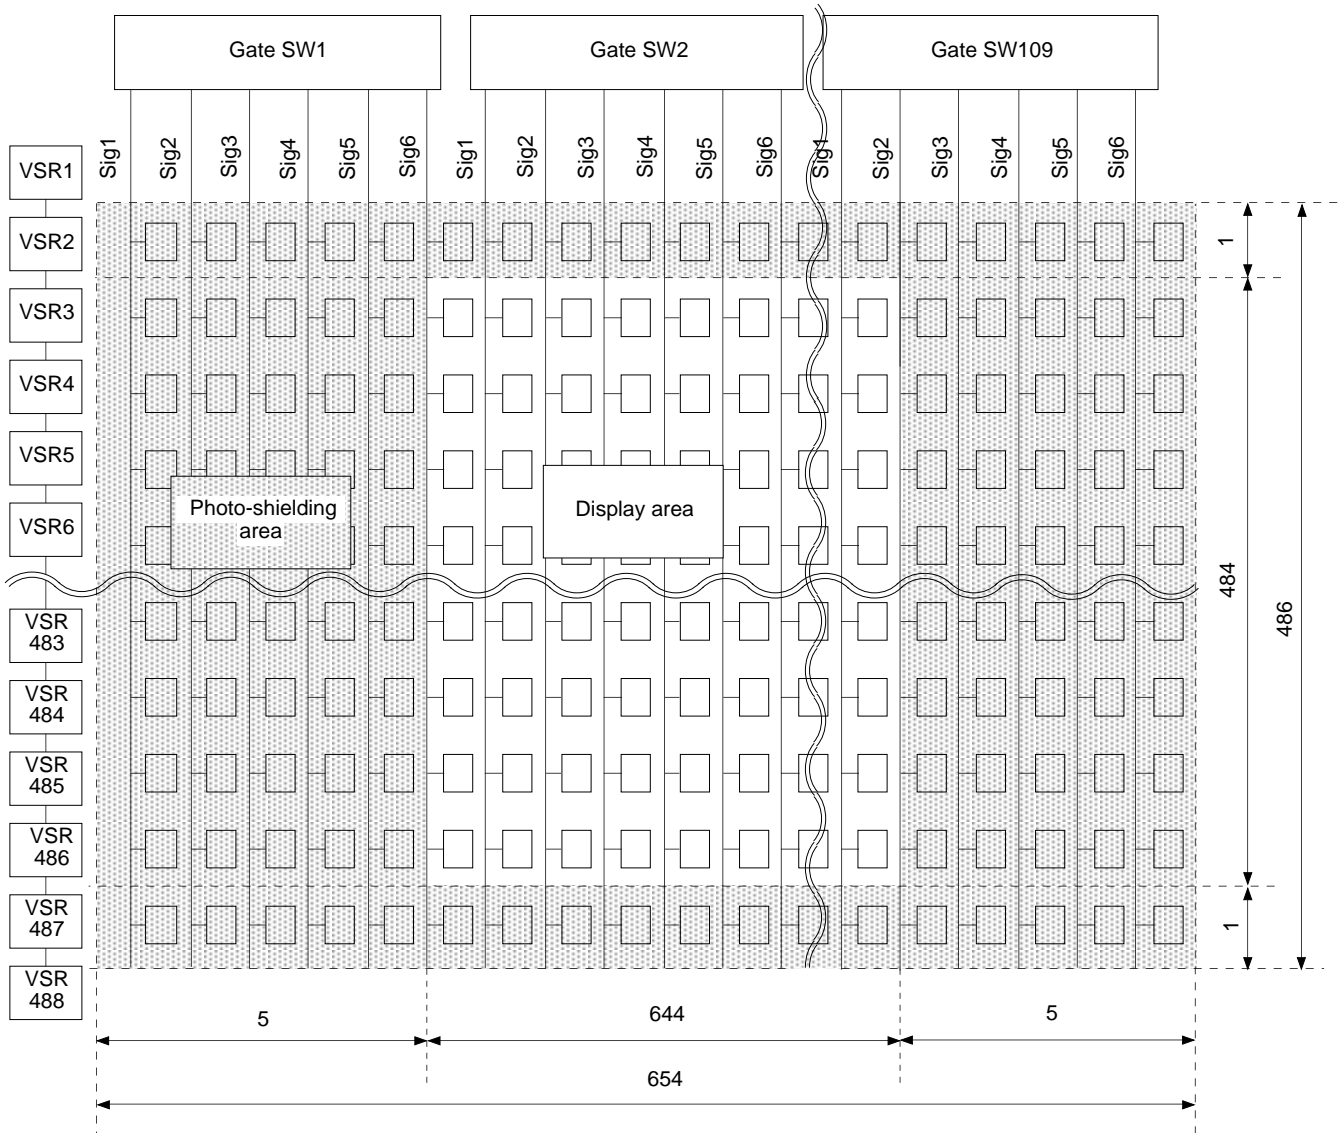 Gate SW1
Gate SW2
Gate SW109
Sig1
Sig2
Sig3
Sig4
Sig5
Sig6
Sig1
Sig2
Sig3
Sig4
Sig5
Sig6
Sig1
Sig2
Sig3
Sig4
Sig5
Sig6
VSR1
VSR2
VSR3
VSR4
VSR5
VSR6
VSR
483
VSR
484
VSR
485
VSR
486
VSR
487
VSR
488
Photo-shielding
area
Display area
1
484
486
1
5
644
5
654